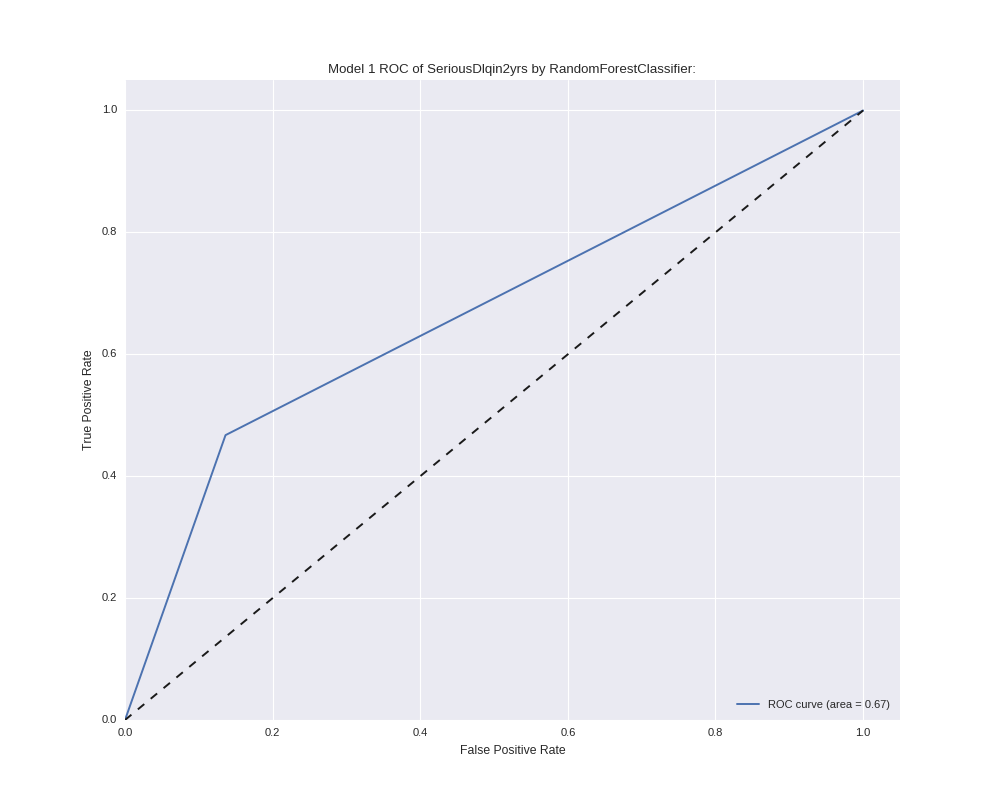 Model 1 ROC of SeriousDlqin2yrs by RandomForestClassifier:
True Positive Rate
1.0
0.8
0.6
0.4
0.2
0.0
0.0 0.2 0.4 0.6 0.8 1.0
False Positive Rate
ROC curve (area = 0.67)